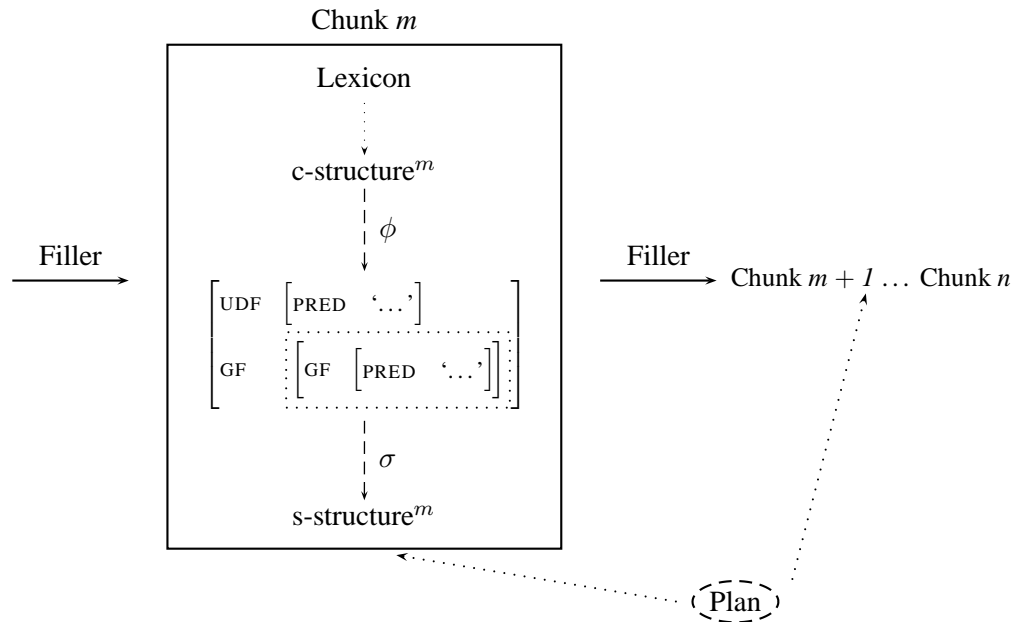 Chunk m
Lexicon
c-structure^m
ϕ
Filler
Filler
Chunk m + 1 … Chunk n
UDF [PRED ‘…’]
GF [GF [PRED ‘…’]]
σ
s-structure^m
Plan